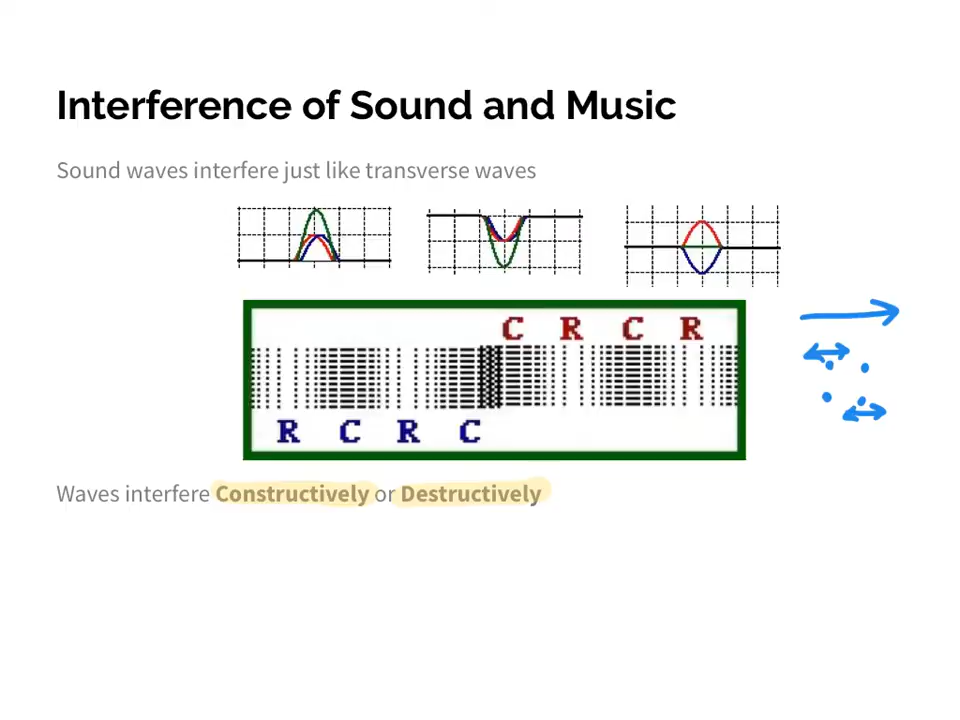 Interference of Sound and Music
Sound waves interfere just like transverse waves
C R C R
R C R C
Waves interfere Constructively or Destructively